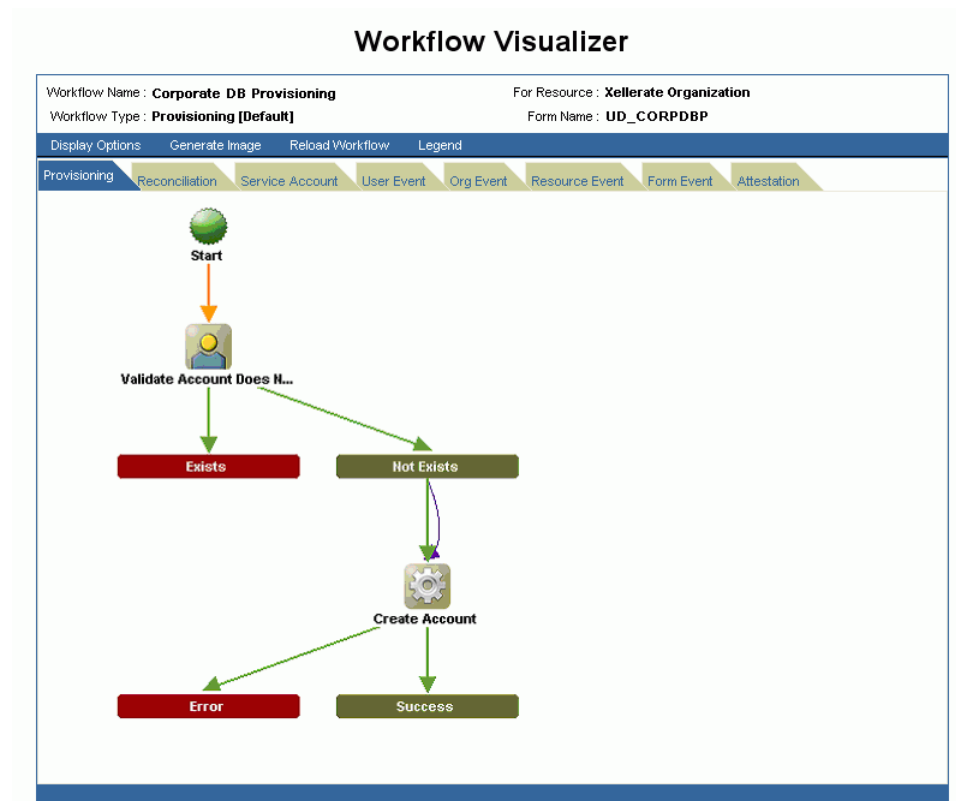 Workflow Visualizer
Workflow Name : Corporate DB Provisioning For Resource : Xellerate Organization
Workflow Type : Provisioning [Default] Form Name : UD_CORPDBP
Display Options Generate Image Reload Workflow Legend
Provisioning Reconciliation Service Account User Event Org Event Resource Event Form Event Attestation
Start
Validate Account Does N...
Exists Not Exists
Create Account
Error Success